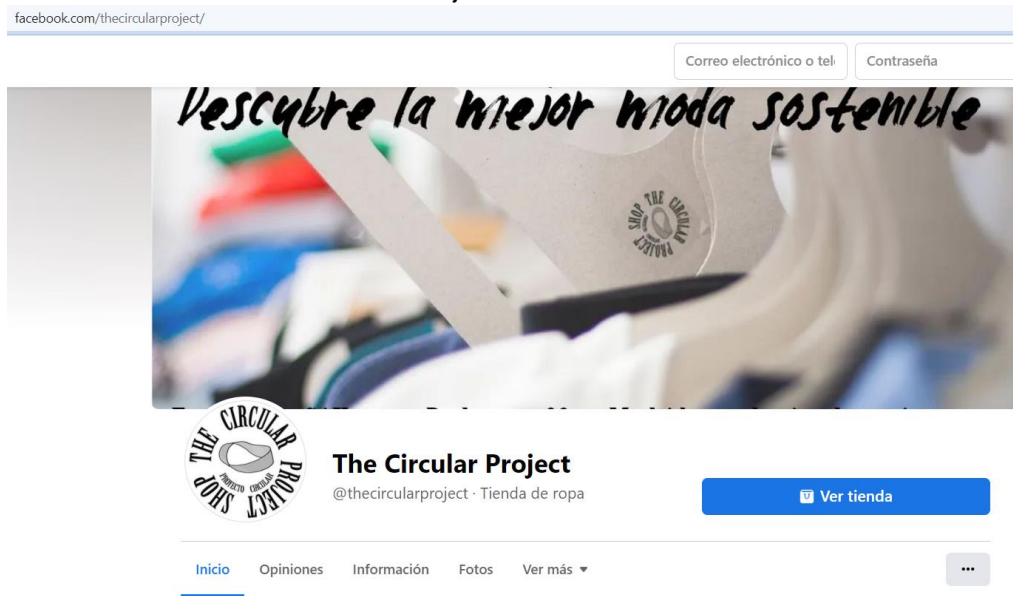 facebook.com/thecircularproject/
Correo electrónico o tel
Contraseña
Descubre la mejor moda sostenible
SHOP THE CIRCULAR PROJECT
THE CIRCULAR PROJECT SHOP
PROYECTO CIRCULAR
The Circular Project
@thecircularproject · Tienda de ropa
Ver tienda
Inicio Opiniones Información Fotos Ver más